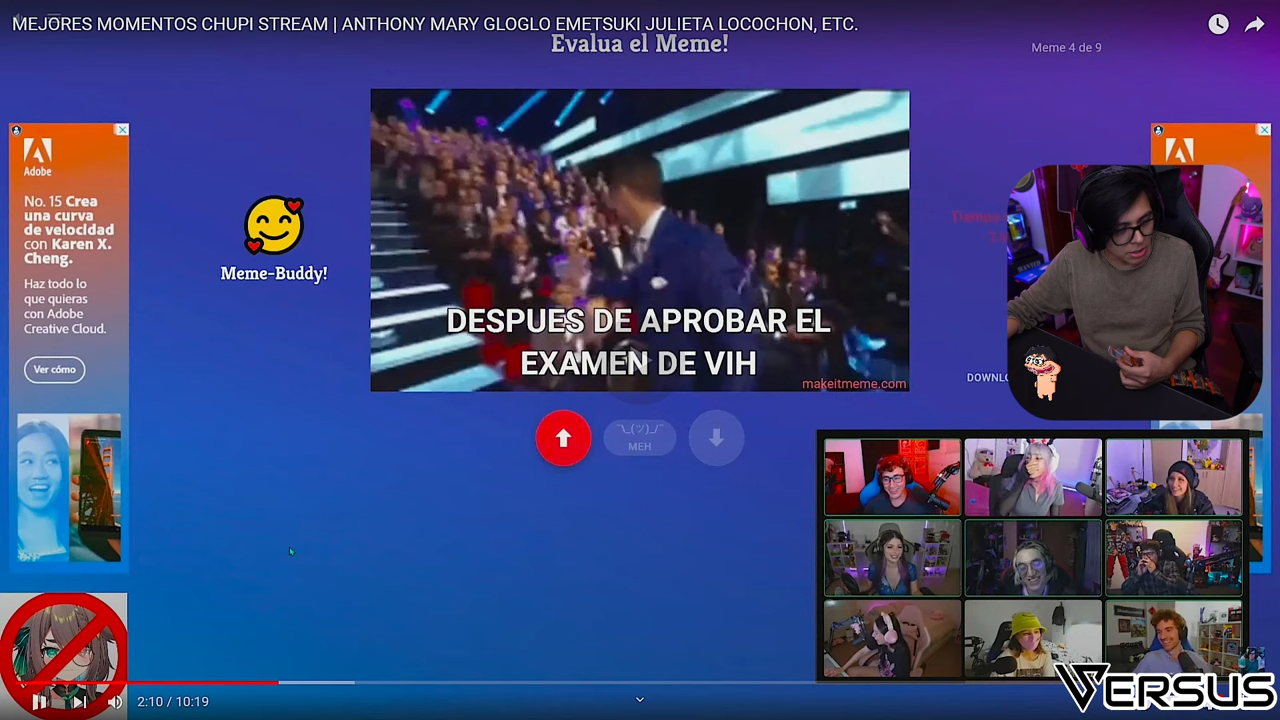 MEJORES MOMENTOS CHUPI STREAM | ANTHONY MARY GLOGLO EMETSUKI JULIETA LOCOCHON, ETC.
Evalua el Meme!
Meme 4 de 9
Adobe
No. 15 Crea
una curva
de velocidad
con Karen X.
Cheng.
Haz todo lo
que quieras
con Adobe
Creative Cloud.
Ver cómo
Meme-Buddy!
DESPUES DE APROBAR EL
EXAMEN DE VIH
makeitmeme.com
¯\_(ツ)_/¯
MEH
VERSUS
2:10 / 10:19